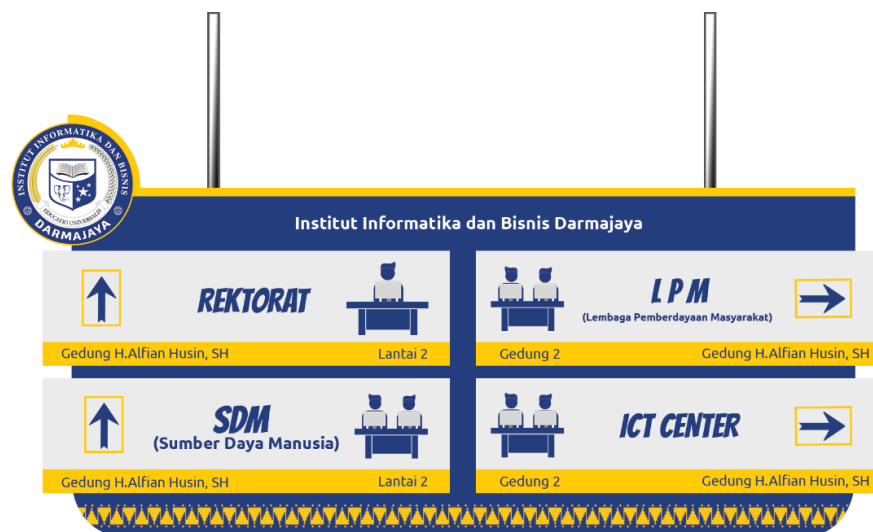 INSTITUT INFORMATIKA DAN BISNIS
EDUCATIO UNIVERSALIS
DARMAJAYA
Institut Informatika dan Bisnis Darmajaya
REKTORAT
Gedung H.Alfian Husin, SH Lantai 2
L P M
(Lembaga Pemberdayaan Masyarakat)
Gedung 2 Gedung H.Alfian Husin, SH
SDM
(Sumber Daya Manusia)
Gedung H.Alfian Husin, SH Lantai 2
ICT CENTER
Gedung 2 Gedung H.Alfian Husin, SH